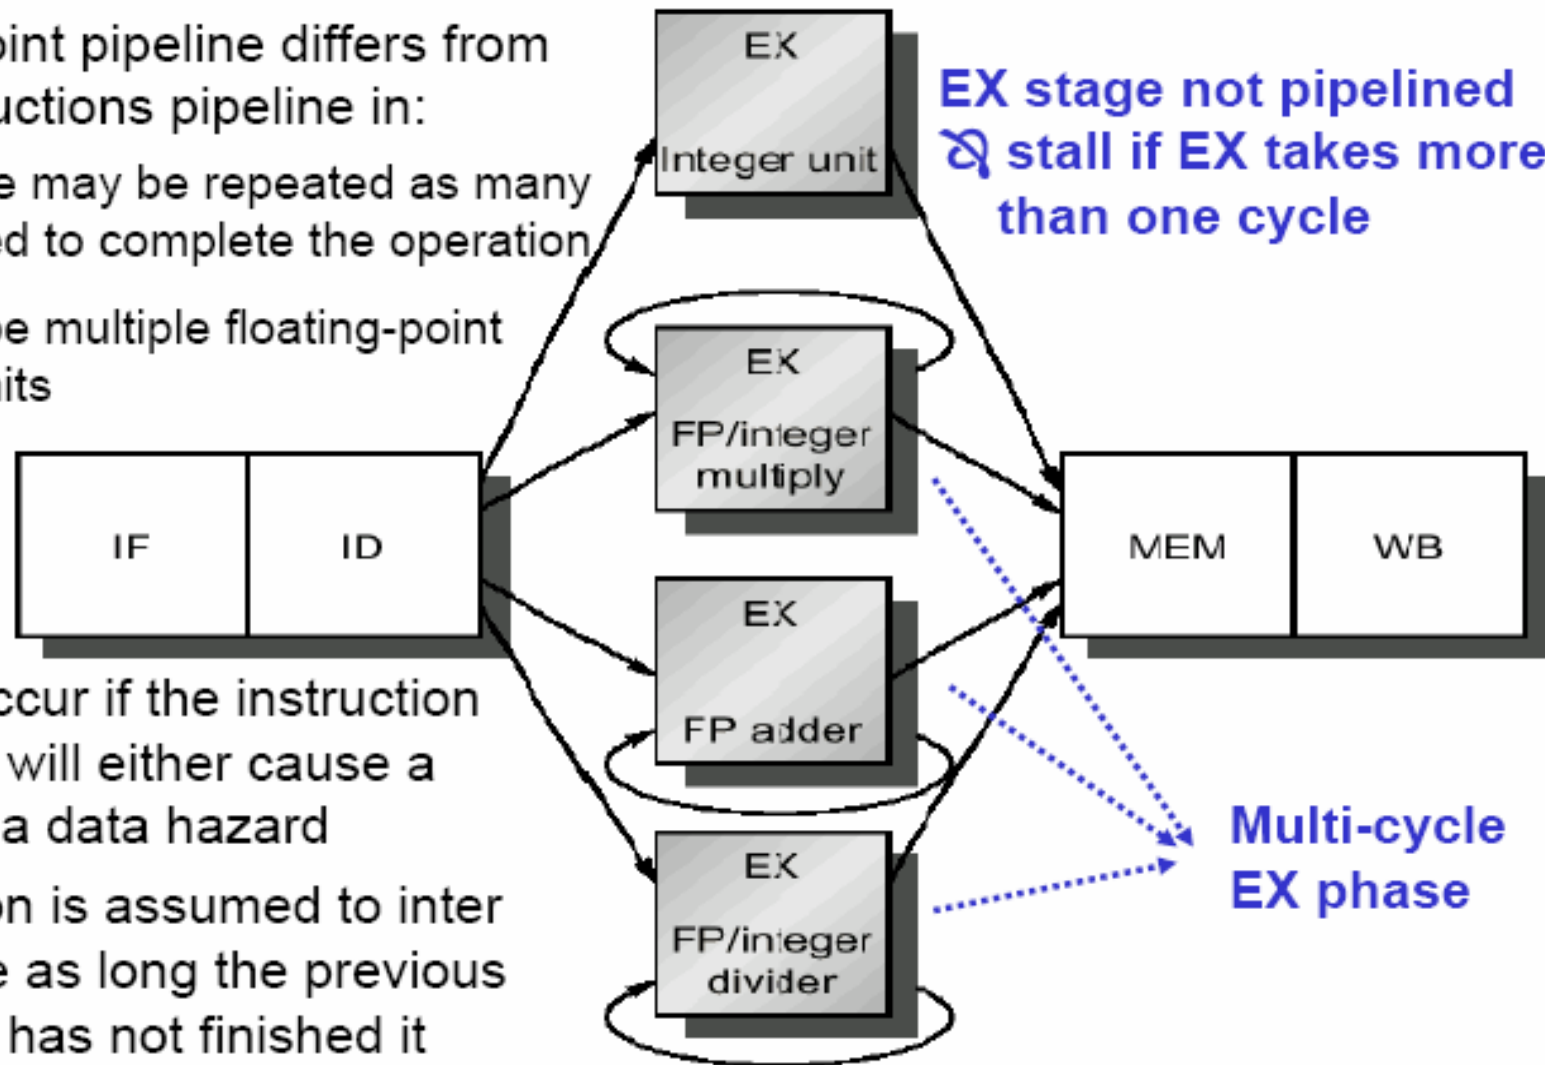 oint pipeline differs from
uctions pipeline in:
e may be repeated as many
ed to complete the operation
be multiple floating-point
nits
EX
Integer unit
EX stage not pipelined
stall if EX takes more
than one cycle
EX
FP/integer
multiply
IF
ID
MEM
WB
EX
FP adder
ccur if the instruction
will either cause a
a data hazard
on is assumed to inter
e as long the previous
has not finished it
EX
FP/integer
divider
Multi-cycle
EX phase